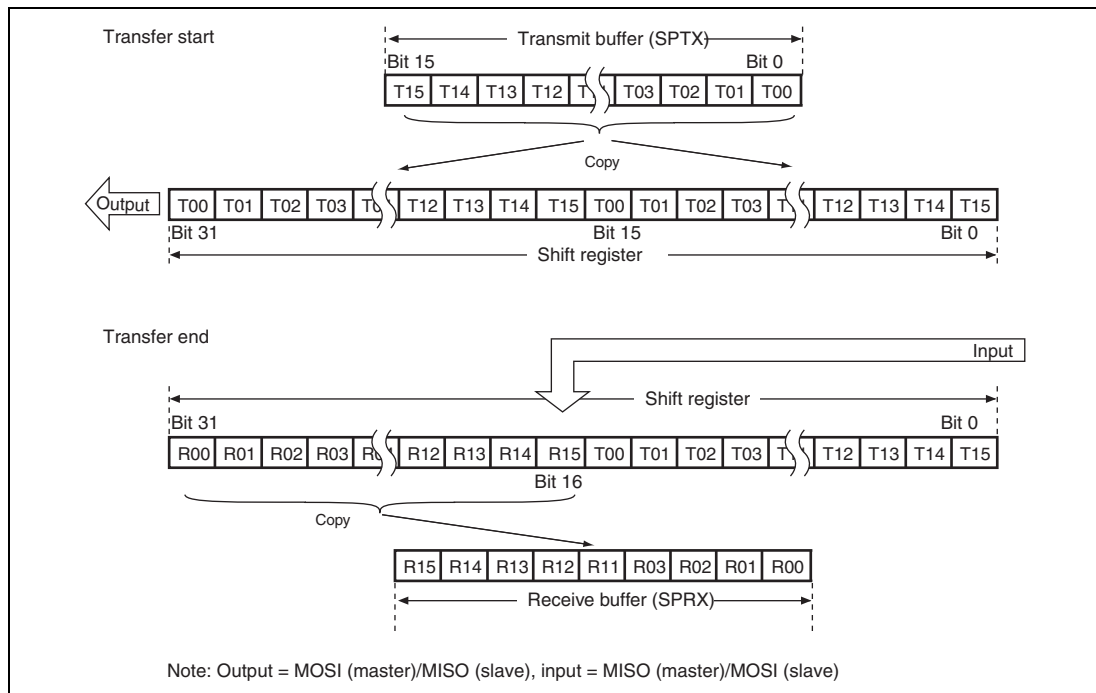 Transfer start
Transmit buffer (SPTX)
Bit 15 Bit 0
T15 T14 T13 T12 T03 T02 T01 T00
Copy
Output T00 T01 T02 T03 T12 T13 T14 T15 T00 T01 T02 T03 T12 T13 T14 T15
Bit 31 Bit 15 Bit 0
Shift register
Transfer end
Input
Shift register
Bit 31 Bit 0
R00 R01 R02 R03 R12 R13 R14 R15 T00 T01 T02 T03 T12 T13 T14 T15
Bit 16
Copy
R15 R14 R13 R12 R11 R03 R02 R01 R00
Receive buffer (SPRX)
Note: Output = MOSI (master)/MISO (slave), input = MISO (master)/MOSI (slave)